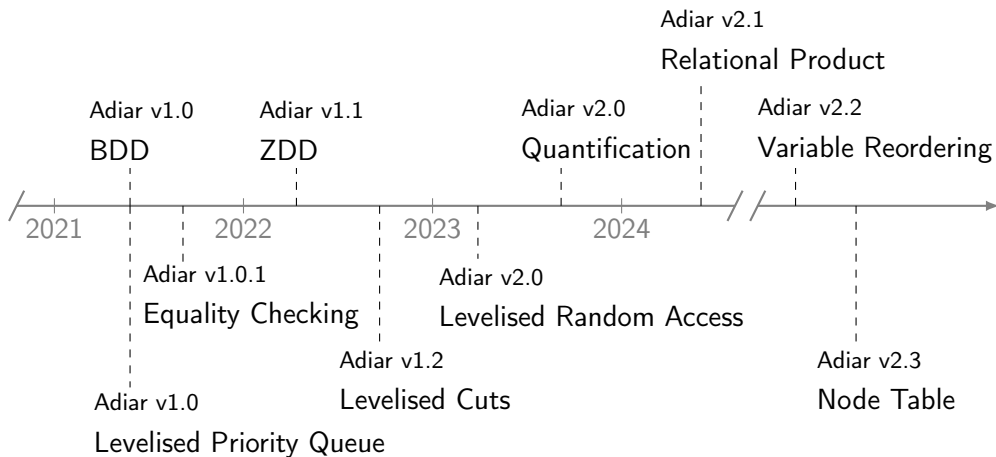 Adiar v2.1
Relational Product
Adiar v1.0
BDD
Adiar v1.1
ZDD
Adiar v2.0
Quantification
Adiar v2.2
Variable Reordering
2021
2022
2023
2024
Adiar v1.0.1
Equality Checking
Adiar v2.0
Levelised Random Access
Adiar v1.2
Levelised Cuts
Adiar v2.3
Node Table
Adiar v1.0
Levelised Priority Queue